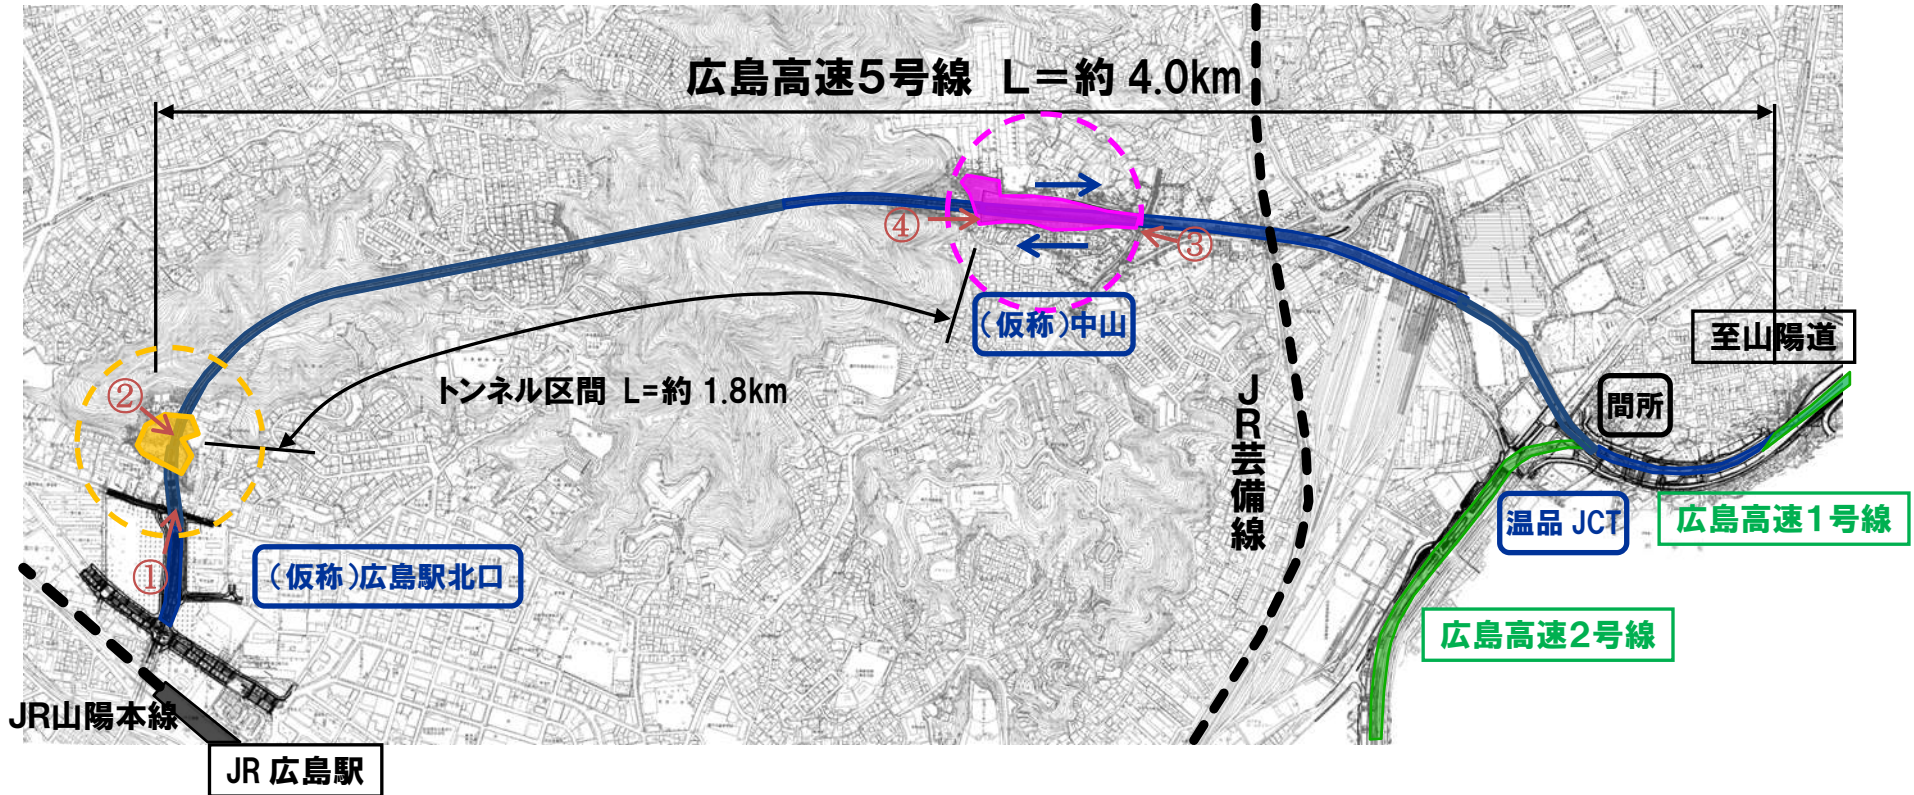 広島高速5号線 L=約 4.0km
④
③
(仮称)中山
至山陽道
②
トンネル区間 L=約 1.8km
JR芸備線
間所
①
(仮称)広島駅北口
温品 JCT
広島高速1号線
広島高速2号線
JR山陽本線
JR 広島駅